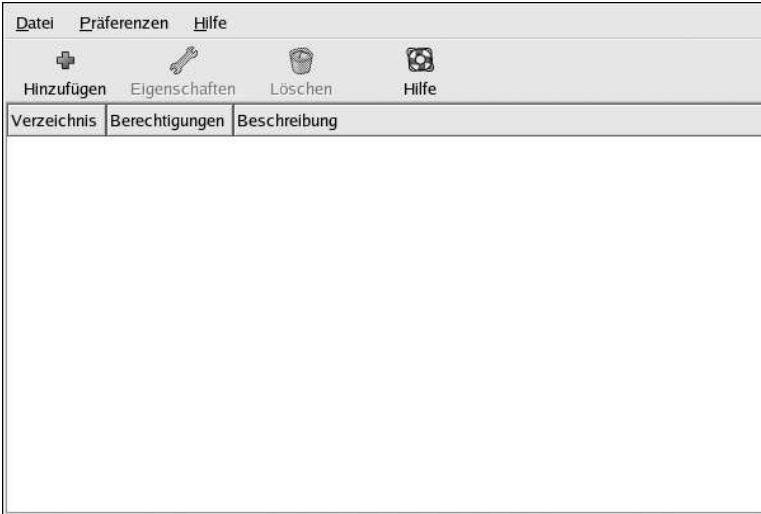 Datei Präferenzen Hilfe
Hinzufügen Eigenschaften Löschen Hilfe
Verzeichnis Berechtigungen Beschreibung